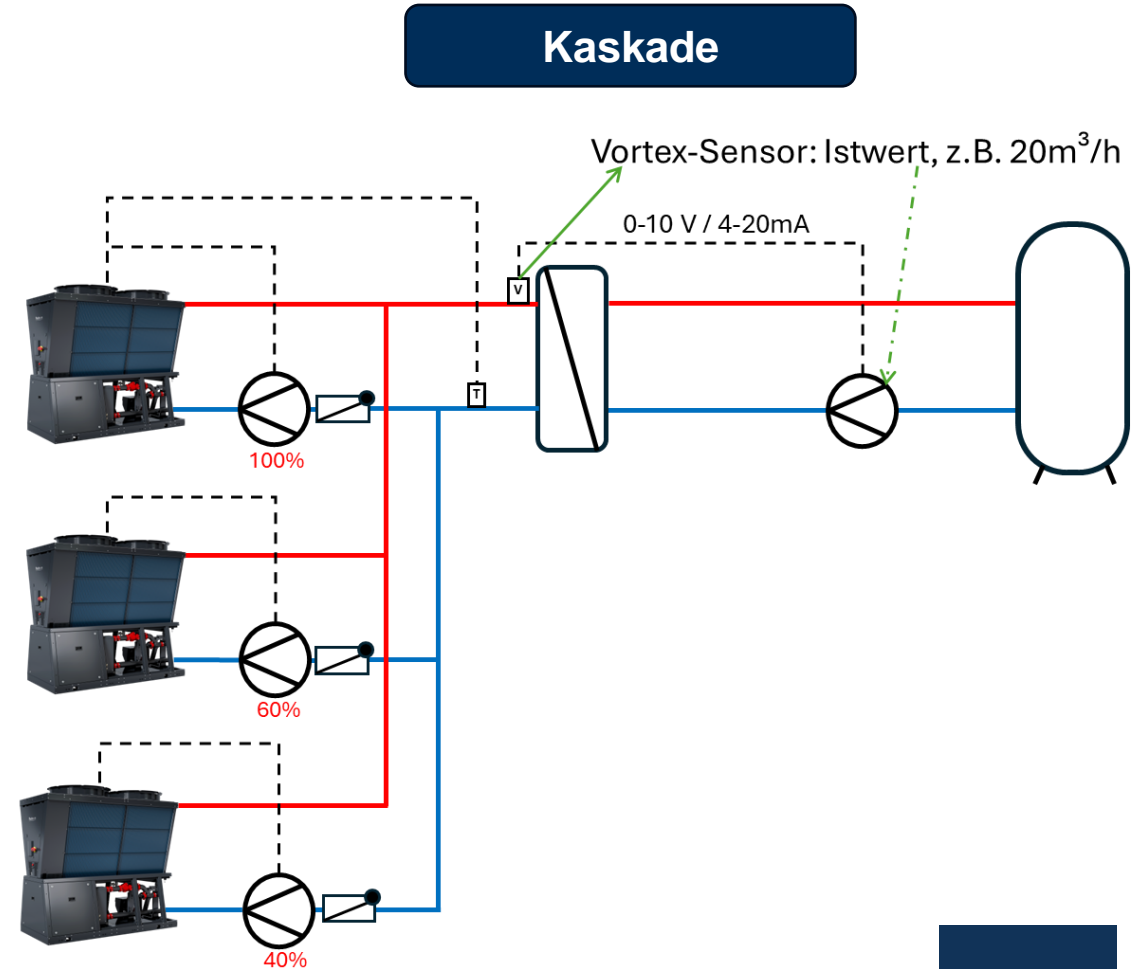 Kaskade
Vortex-Sensor: Istwert, z.B. 20m³/h
0-10 V / 4-20mA
V
T
100%
60%
40%